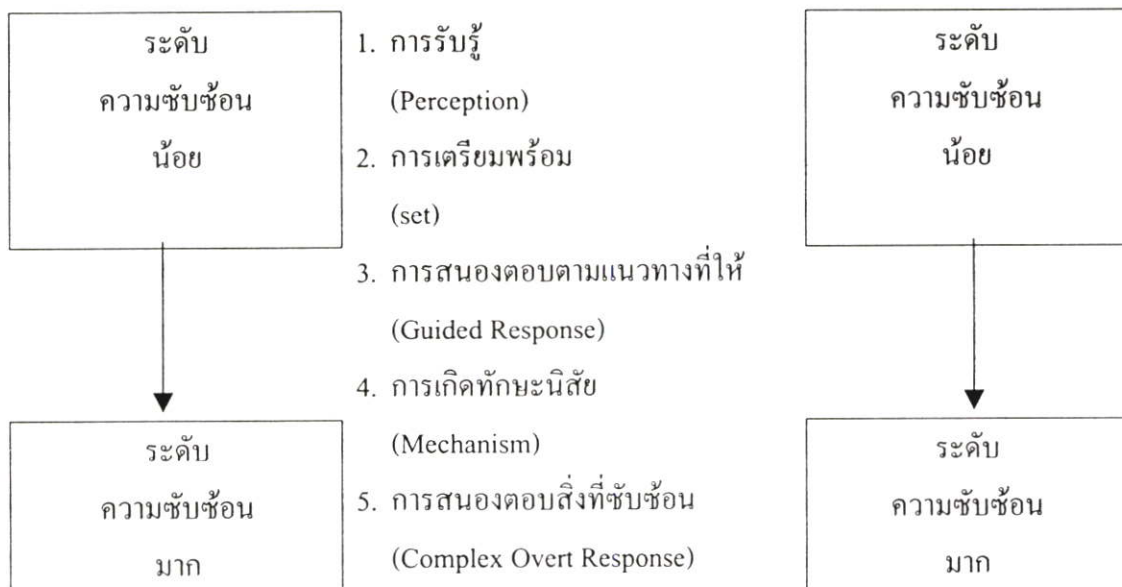 ระดับ
ความซับซ้อน
น้อย
1. การรับรู้
(Perception)
2. การเตรียมพร้อม
(set)
3. การสนองตอบตามแนวทางที่ให้
(Guided Response)
4. การเกิดทักษะนิสัย
(Mechanism)
5. การสนองตอบสิ่งที่ซับซ้อน
(Complex Overt Response)
ระดับ
ความซับซ้อน
มาก
ระดับ
ความซับซ้อน
น้อย
ระดับ
ความซับซ้อน
มาก